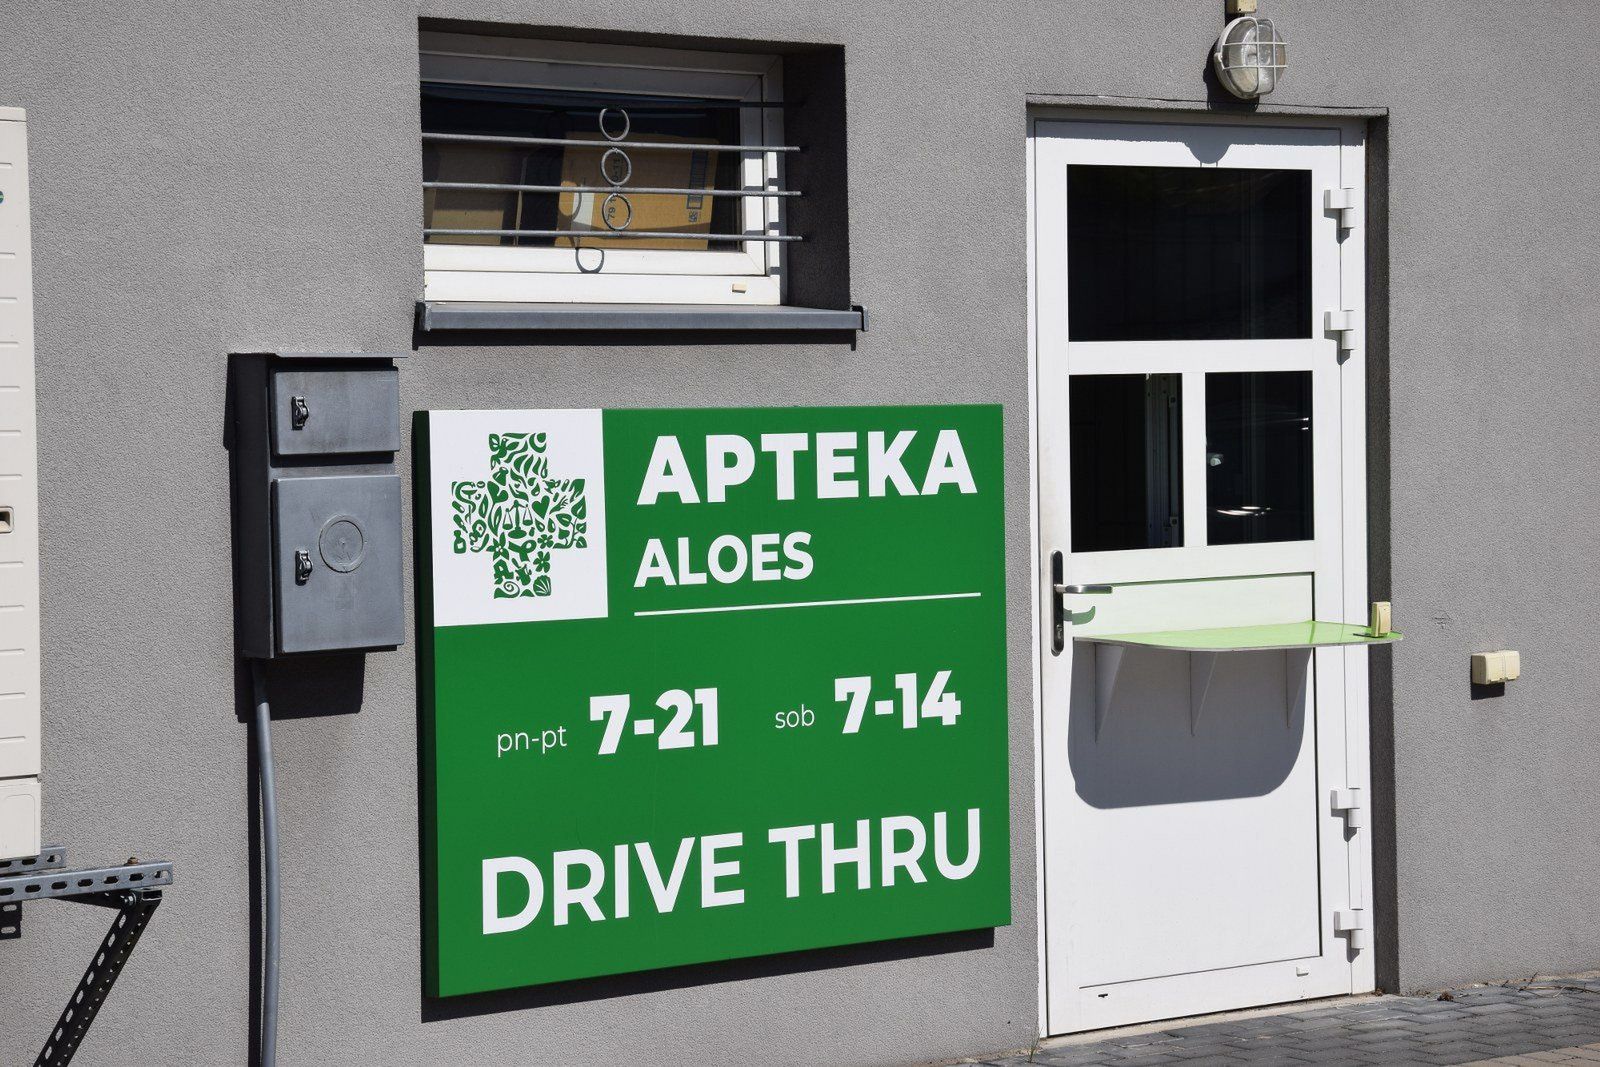 APTEKA
ALOES
pn-pt 7-21 sob 7-14
DRIVE THRU